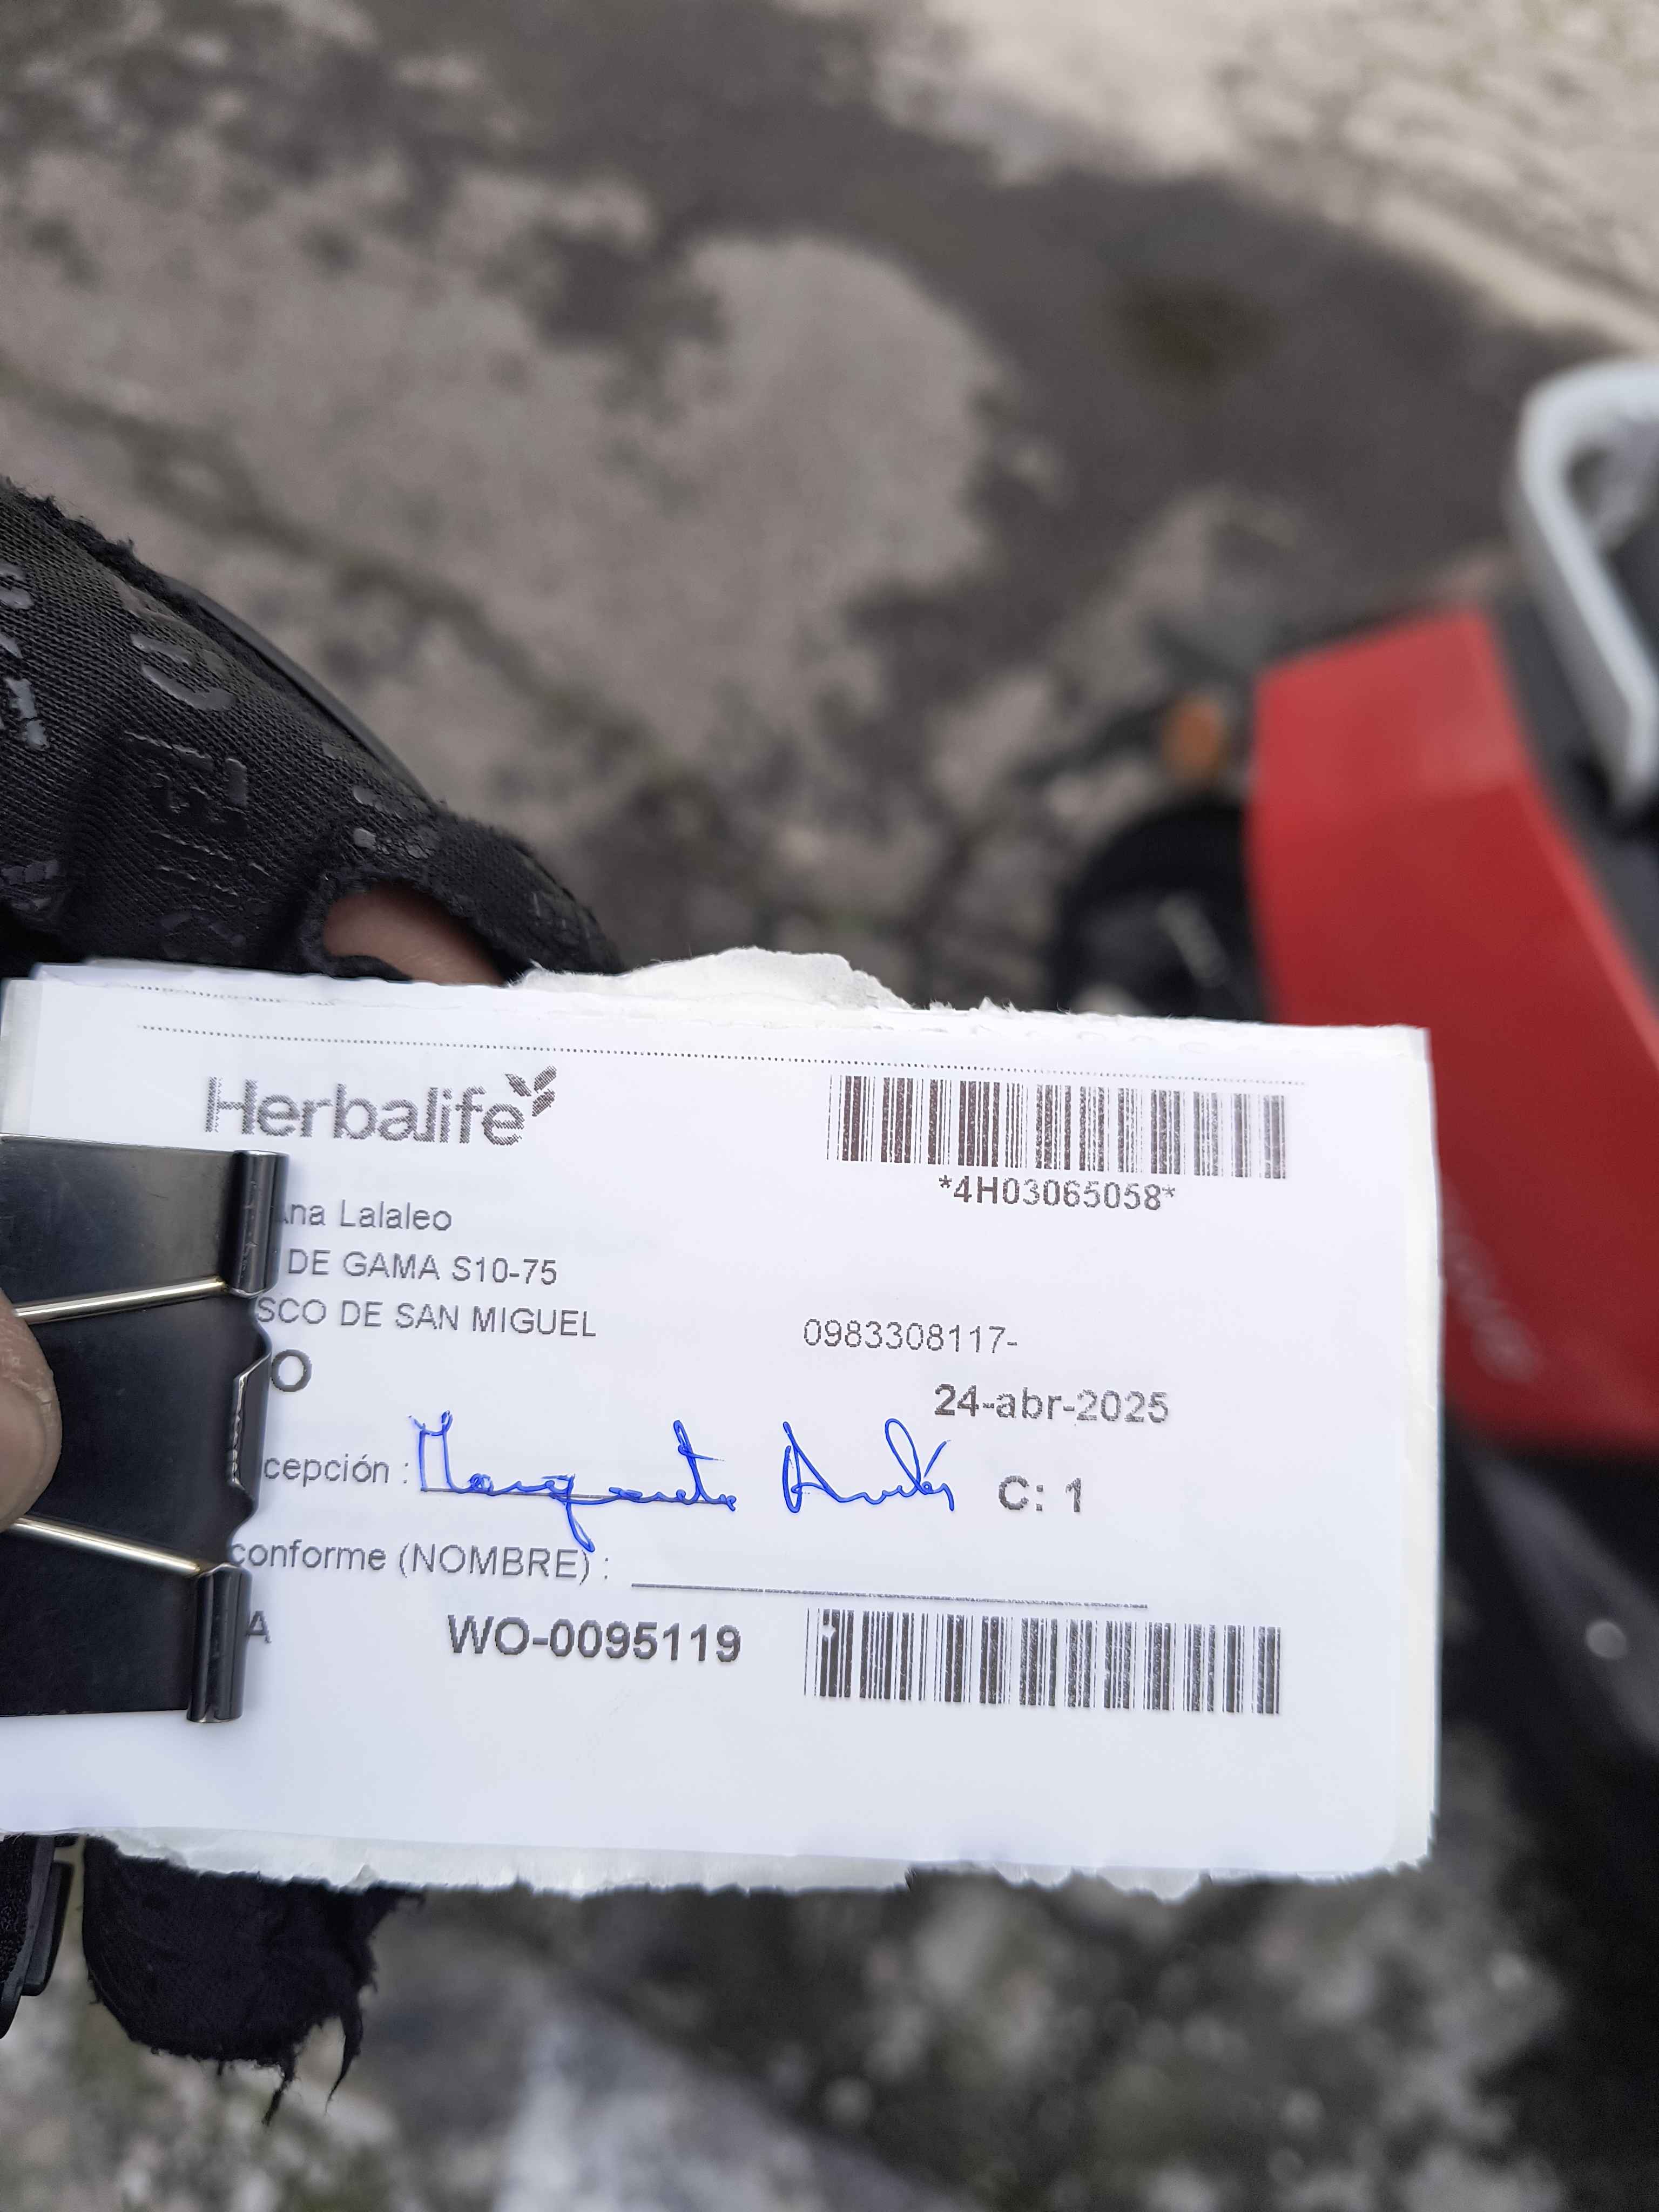 Herbalife
*4H03065058*
Ana Lalaleo
DE GAMA S10-75
SCO DE SAN MIGUEL
0983308117-
O
24-abr-2025
cepción : Margarita
C: 1
conforme (NOMBRE) :
A
WO-0095119